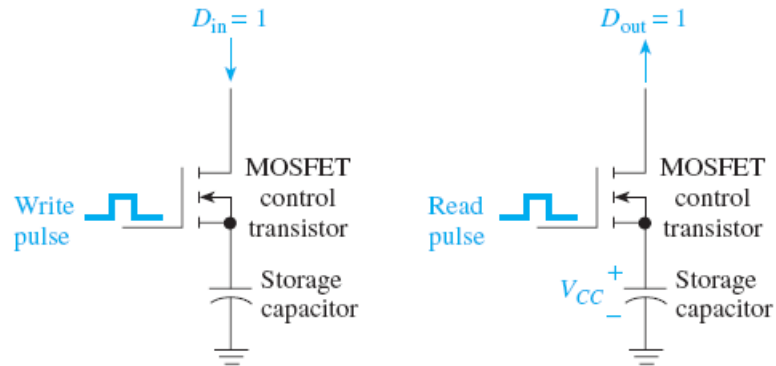 D_in = 1
MOSFET
control
transistor
Write
pulse
Storage
capacitor
D_out = 1
MOSFET
control
transistor
Read
pulse
V_CC
+
–
Storage
capacitor